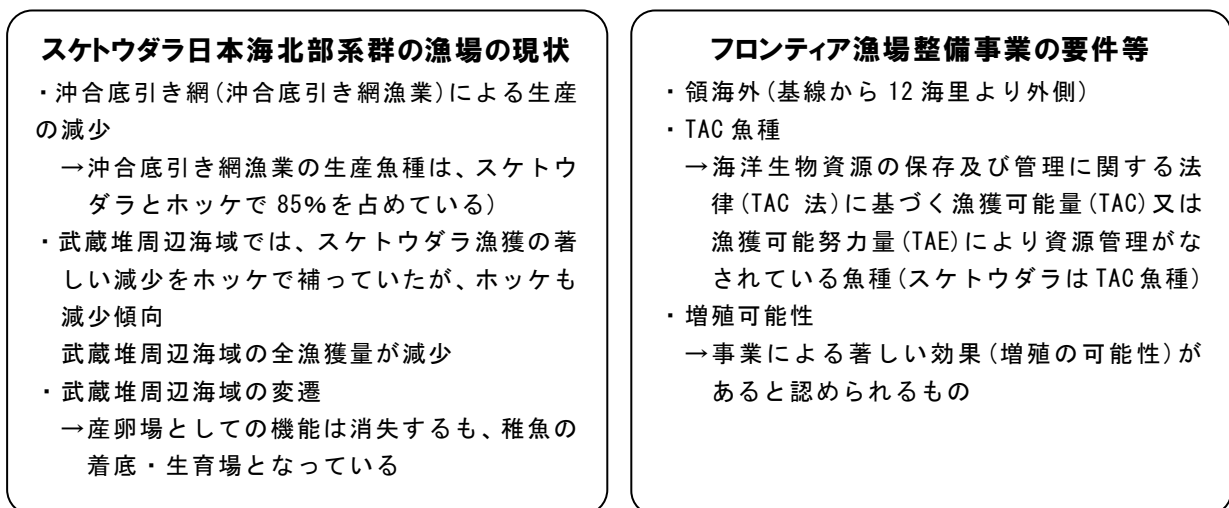 スケトウダラ日本海北部系群の漁場の現状
・沖合底引き網(沖合底引き網漁業)による生産
の減少
→沖合底引き網漁業の生産魚種は、スケトウ
ダラとホッケで 85%を占めている)
・武蔵堆周辺海域では、スケトウダラ漁獲の著
しい減少をホッケで補っていたが、ホッケも
減少傾向
武蔵堆周辺海域の全漁獲量が減少
・武蔵堆周辺海域の変遷
→産卵場としての機能は消失するも、稚魚の
着底・生育場となっている
フロンティア漁場整備事業の要件等
・領海外(基線から 12 海里より外側)
・TAC 魚種
→海洋生物資源の保存及び管理に関する法
律(TAC 法)に基づく漁獲可能量(TAC)又は
漁獲可能努力量(TAE)により資源管理がな
されている魚種(スケトウダラは TAC 魚種)
・増殖可能性
→事業による著しい効果(増殖の可能性)が
あると認められるもの